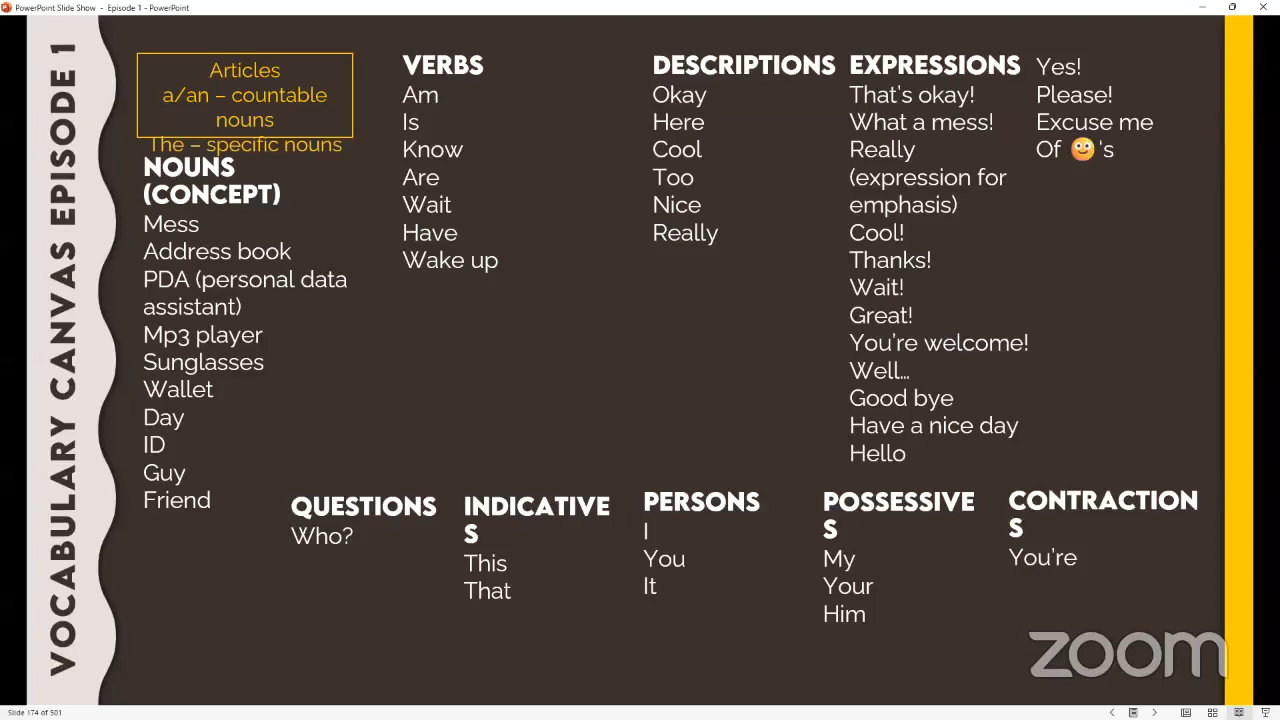 PowerPoint Slide Show - Episode 1 - PowerPoint
VOCABULARY CANVAS EPISODE 1
Articles
a/an – countable
nouns
The – specific nouns
NOUNS
(CONCEPT)
Mess
Address book
PDA (personal data
assistant)
Mp3 player
Sunglasses
Wallet
Day
ID
Guy
Friend
VERBS
Am
Is
Know
Are
Wait
Have
Wake up
DESCRIPTIONS
Okay
Here
Cool
Too
Nice
Really
EXPRESSIONS
That's okay!
What a mess!
Really
(expression for
emphasis)
Cool!
Thanks!
Wait!
Great!
You're welcome!
Well…
Good bye
Have a nice day
Hello
Yes!
Please!
Excuse me
Of 🙂's
QUESTIONS
Who?
INDICATIVE
S
This
That
PERSONS
I
You
It
POSSESSIVE
S
My
Your
Him
CONTRACTION
S
You're
zoom
Slide 174 of 501